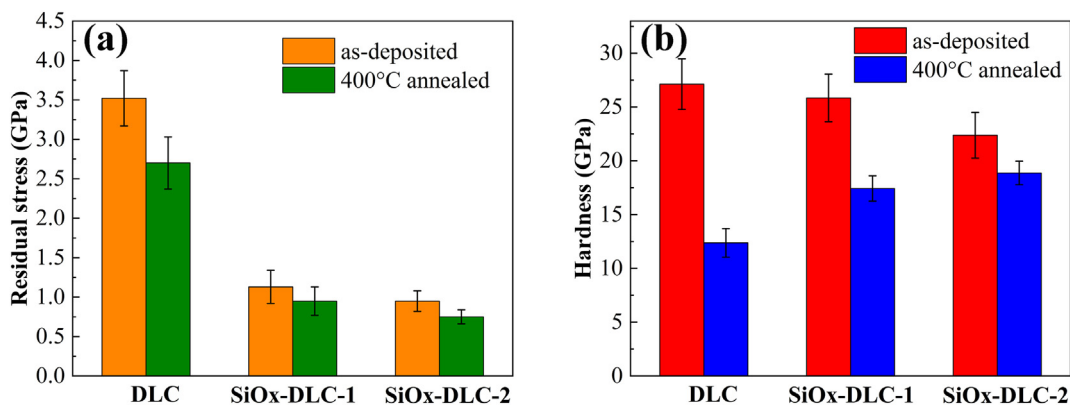 (a)
as-deposited
400°C annealed
Residual stress (GPa)
4.5
4.0
3.5
3.0
2.5
2.0
1.5
1.0
0.5
0.0
DLC SiOx-DLC-1 SiOx-DLC-2
(b)
as-deposited
400°C annealed
Hardness (GPa)
30
25
20
15
10
5
0
DLC SiOx-DLC-1 SiOx-DLC-2